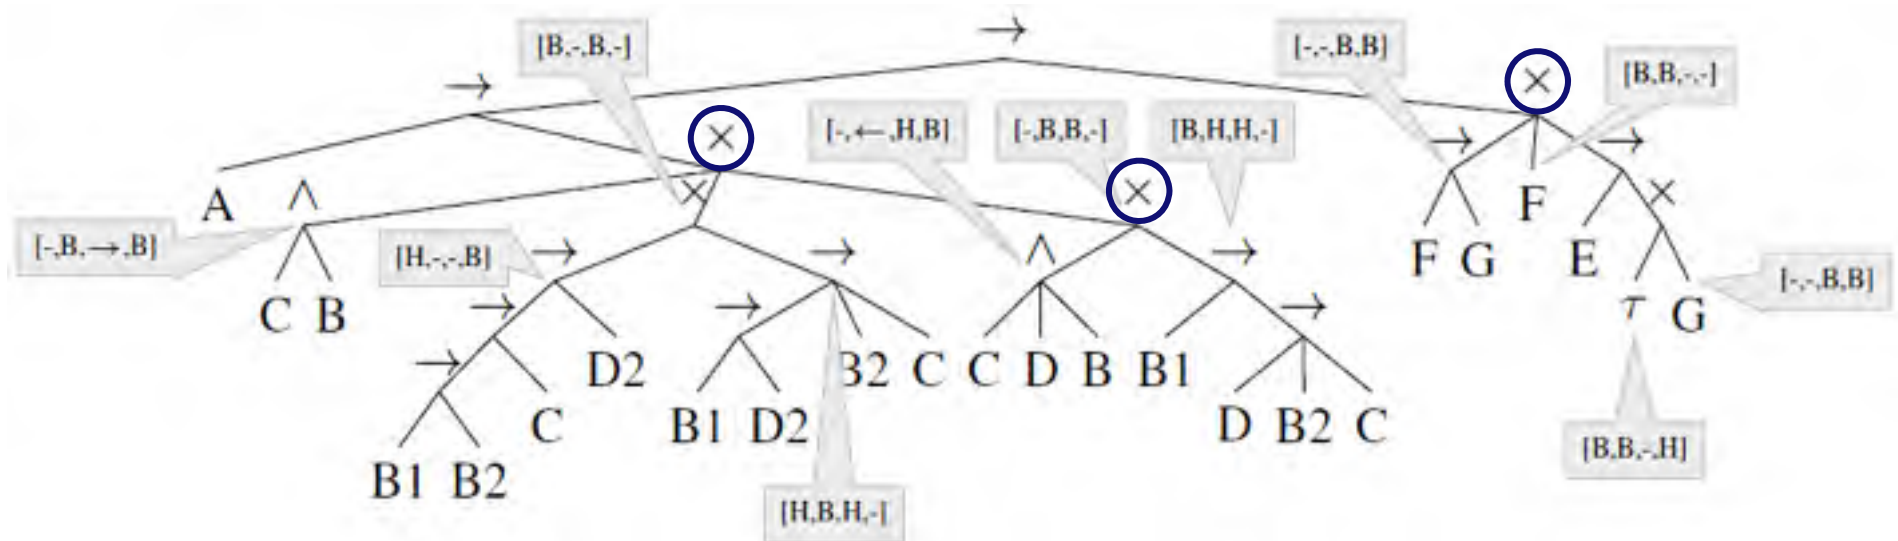 →
[B,-,B,-]
[-,-,B,B]
×
[B,B,-,-]
→
×
[-,←,H,B]
[-,B,B,-]
[B,H,H,-]
→
→
A
∧
×
×
F
×
[-,B,→,B]
[H,-,-,B]
→
→
∧
→
F G
E
[-,-,B,B]
C B
→
→
→
τ G
→
D2
B2 C
C D B
B1
C
B1 D2
D B2 C
[B,B,-,H]
B1 B2
[H,B,H,-]